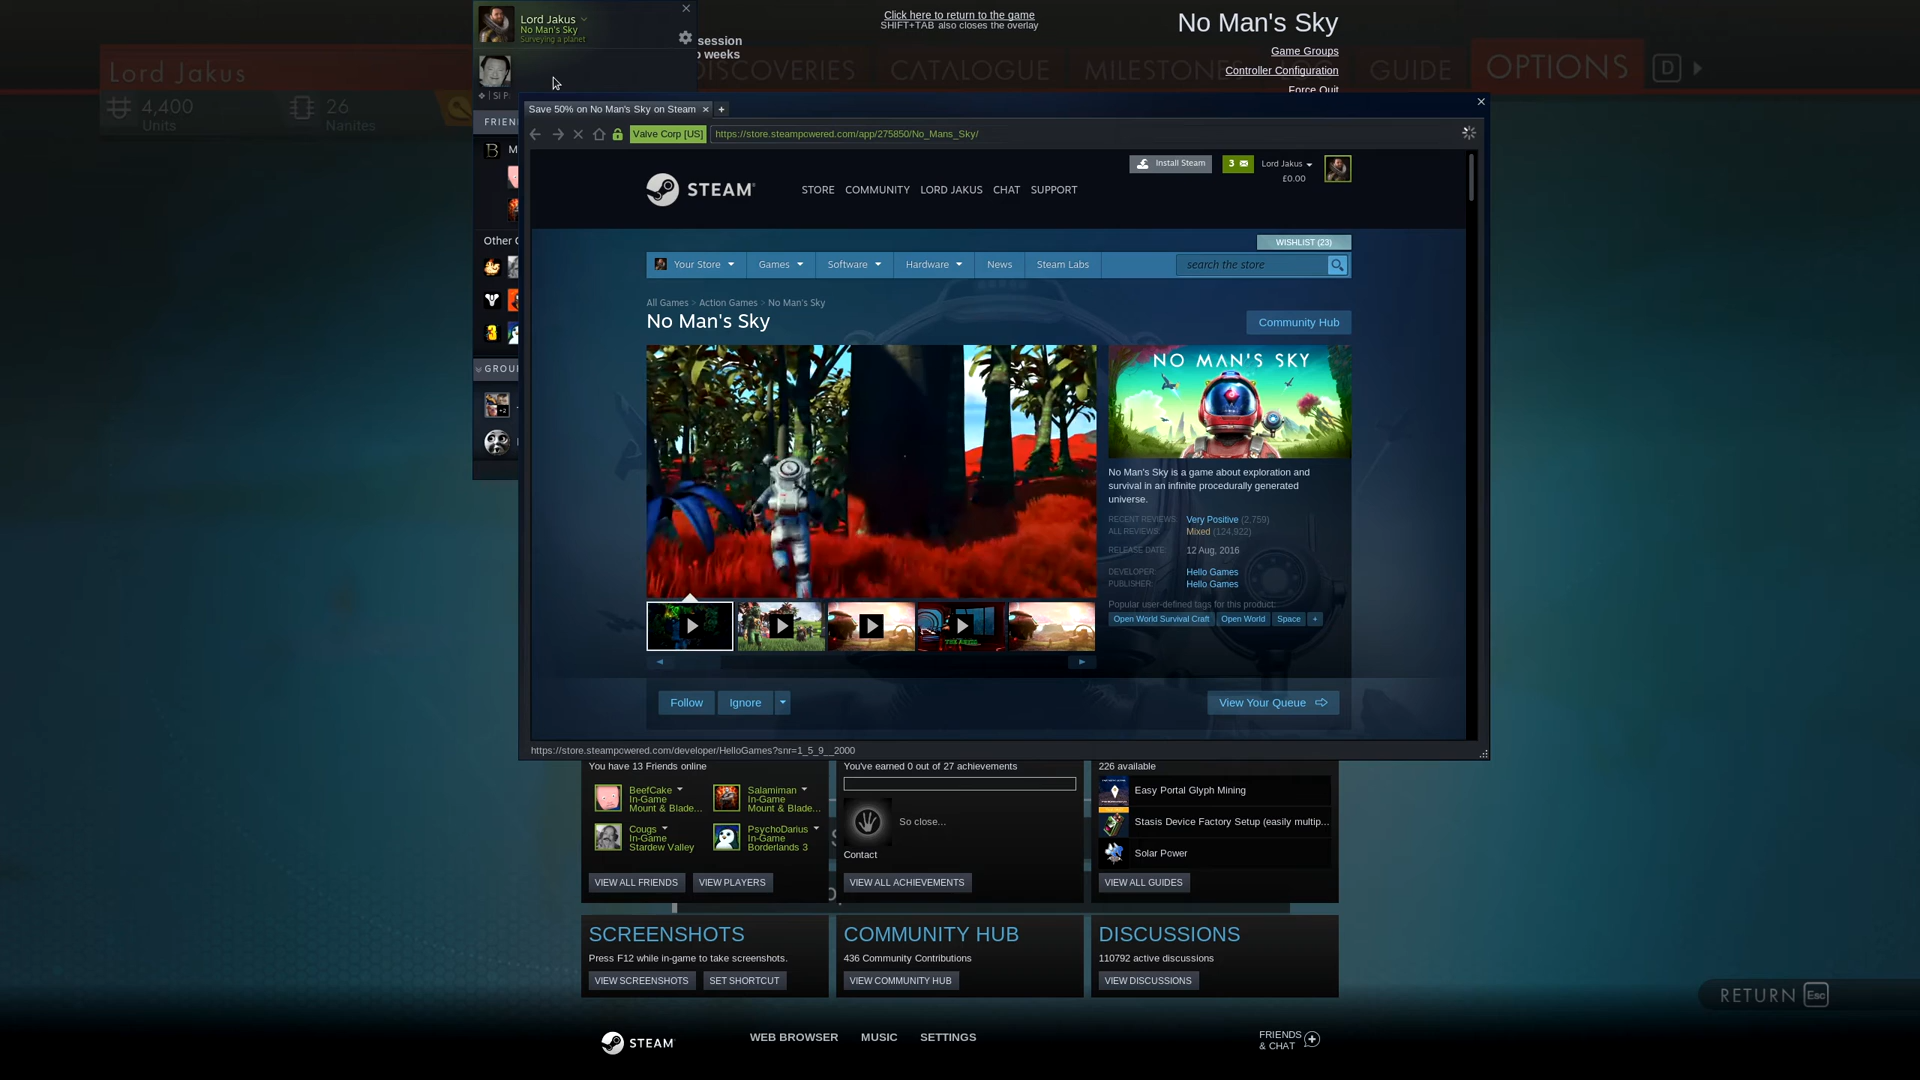 Lord Jakus
No Man's Sky
Surveying a planet
session
weeks
Click here to return to the game
SHIFT+TAB also closes the overlay
No Man's Sky
Game Groups
Controller Configuration
Force Quit
Lord Jakus
4,400
Units
26
Nanites
DISCOVERIES
CATALOGUE
MILESTONES
GUIDE
OPTIONS
D
Save 50% on No Man's Sky on Steam
Valve Corp [US]
https://store.steampowered.com/app/275850/No_Mans_Sky/
Install Steam
3
Lord Jakus
£0.00
STEAM
STORE
COMMUNITY
LORD JAKUS
CHAT
SUPPORT
WISHLIST (23)
Your Store
Games
Software
Hardware
News
Steam Labs
search the store
All Games > Action Games > No Man's Sky
No Man's Sky
Community Hub
NO MAN'S SKY
No Man's Sky is a game about exploration and
survival in an infinite procedurally generated
universe.
RECENT REVIEWS: Very Positive (2,759)
ALL REVIEWS: Mixed (124,922)
RELEASE DATE: 12 Aug, 2016
DEVELOPER: Hello Games
PUBLISHER: Hello Games
Popular user-defined tags for this product:
Open World Survival Craft
Open World
Space
+
Follow
Ignore
View Your Queue
https://store.steampowered.com/developer/HelloGames?snr=1_5_9__2000
You have 13 Friends online
BeefCake
In-Game
Mount & Blade...
Salamiman
In-Game
Mount & Blade...
Cougs
In-Game
Stardew Valley
PsychoDarius
In-Game
Borderlands 3
VIEW ALL FRIENDS
VIEW PLAYERS
You've earned 0 out of 27 achievements
So close...
Contact
VIEW ALL ACHIEVEMENTS
226 available
Easy Portal Glyph Mining
Stasis Device Factory Setup (easily multip...
Solar Power
VIEW ALL GUIDES
SCREENSHOTS
Press F12 while in-game to take screenshots.
VIEW SCREENSHOTS
SET SHORTCUT
COMMUNITY HUB
436 Community Contributions
VIEW COMMUNITY HUB
DISCUSSIONS
110792 active discussions
VIEW DISCUSSIONS
RETURN Esc
STEAM
WEB BROWSER
MUSIC
SETTINGS
FRIENDS
& CHAT